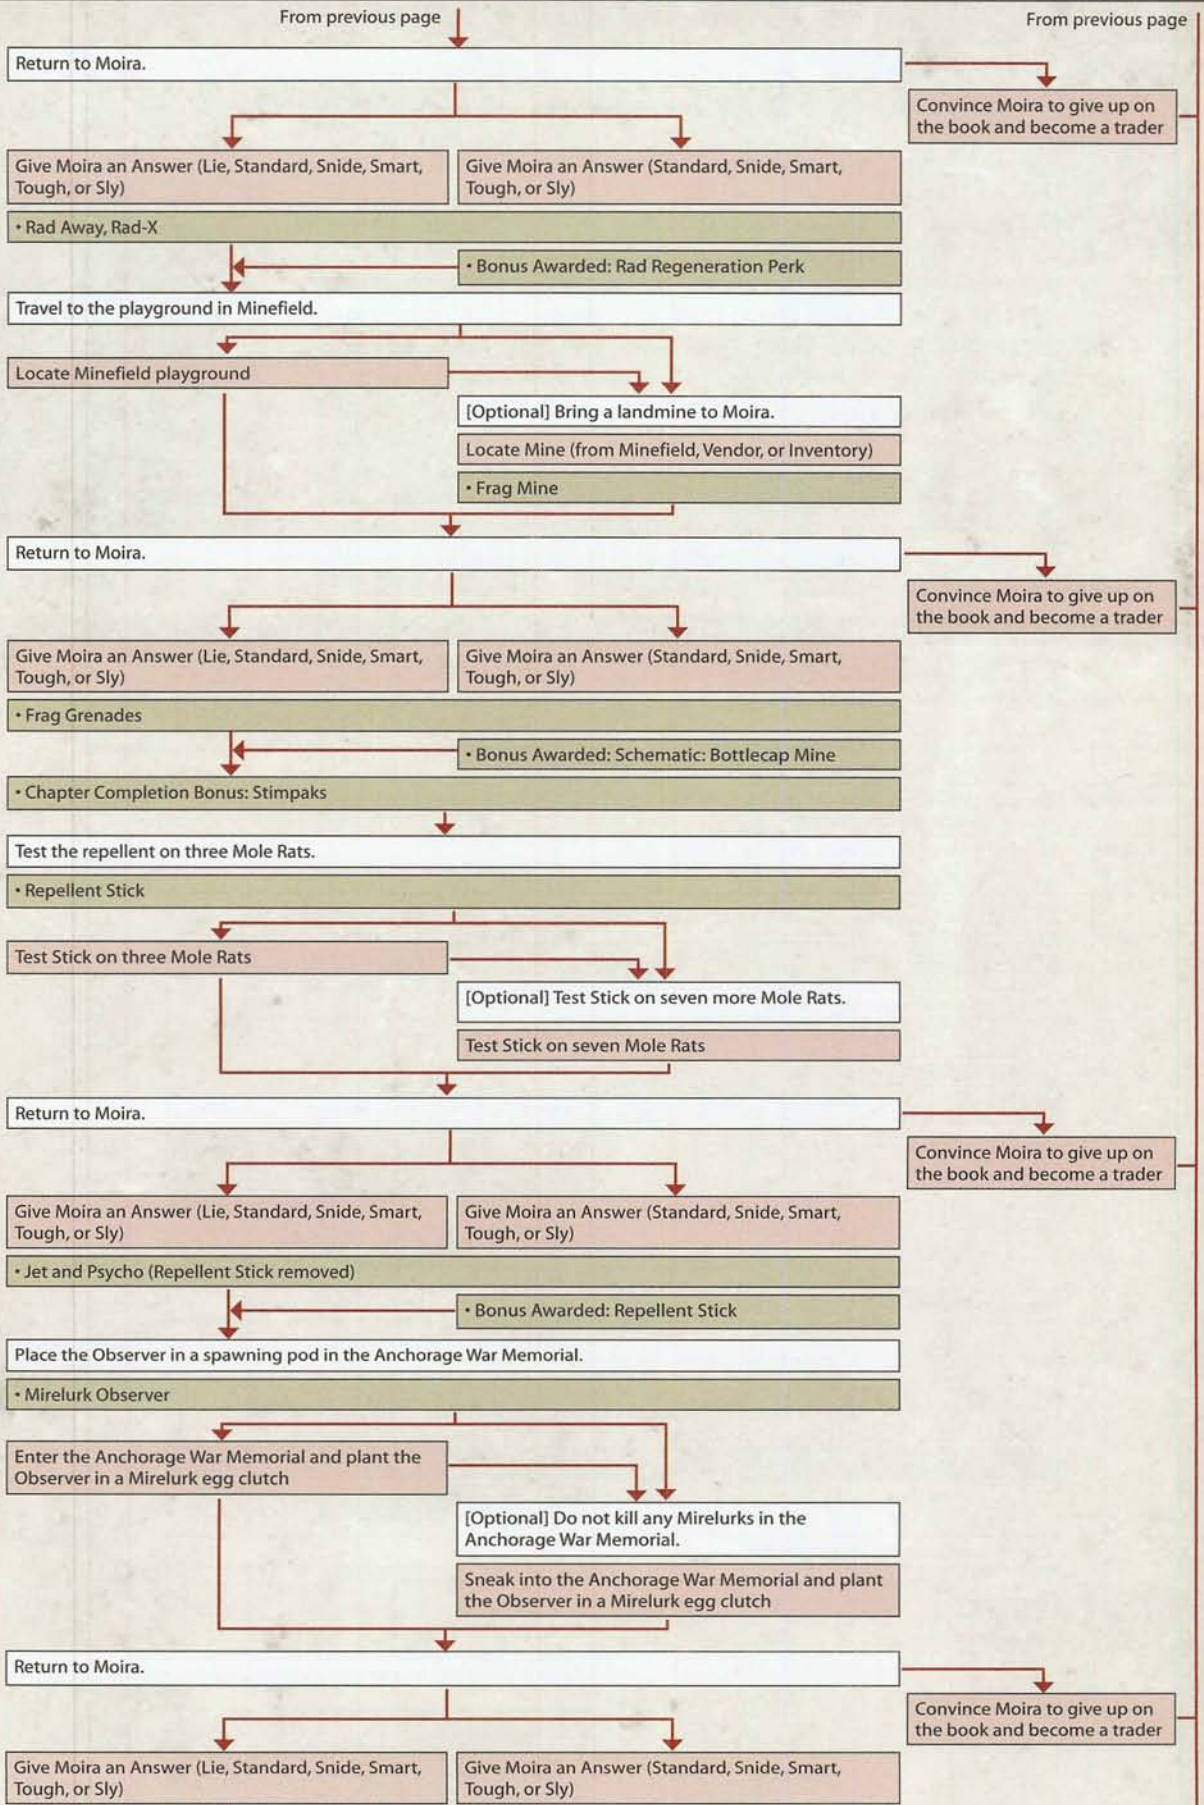 From previous page
From previous page
Return to Moira.
Convince Moira to give up on
the book and become a trader
Give Moira an Answer (Lie, Standard, Snide, Smart,
Tough, or Sly)
Give Moira an Answer (Standard, Snide, Smart,
Tough, or Sly)
• Rad Away, Rad-X
• Bonus Awarded: Rad Regeneration Perk
Travel to the playground in Minefield.
Locate Minefield playground
[Optional] Bring a landmine to Moira.
Locate Mine (from Minefield, Vendor, or Inventory)
• Frag Mine
Return to Moira.
Convince Moira to give up on
the book and become a trader
Give Moira an Answer (Lie, Standard, Snide, Smart,
Tough, or Sly)
Give Moira an Answer (Standard, Snide, Smart,
Tough, or Sly)
• Frag Grenades
• Bonus Awarded: Schematic: Bottlecap Mine
• Chapter Completion Bonus: Stimpaks
Test the repellent on three Mole Rats.
• Repellent Stick
Test Stick on three Mole Rats
[Optional] Test Stick on seven more Mole Rats.
Test Stick on seven Mole Rats
Return to Moira.
Convince Moira to give up on
the book and become a trader
Give Moira an Answer (Lie, Standard, Snide, Smart,
Tough, or Sly)
Give Moira an Answer (Standard, Snide, Smart,
Tough, or Sly)
• Jet and Psycho (Repellent Stick removed)
• Bonus Awarded: Repellent Stick
Place the Observer in a spawning pod in the Anchorage War Memorial.
• Mirelurk Observer
Enter the Anchorage War Memorial and plant the
Observer in a Mirelurk egg clutch
[Optional] Do not kill any Mirelurks in the
Anchorage War Memorial.
Sneak into the Anchorage War Memorial and plant
the Observer in a Mirelurk egg clutch
Return to Moira.
Convince Moira to give up on
the book and become a trader
Give Moira an Answer (Lie, Standard, Snide, Smart,
Tough, or Sly)
Give Moira an Answer (Standard, Snide, Smart,
Tough, or Sly)